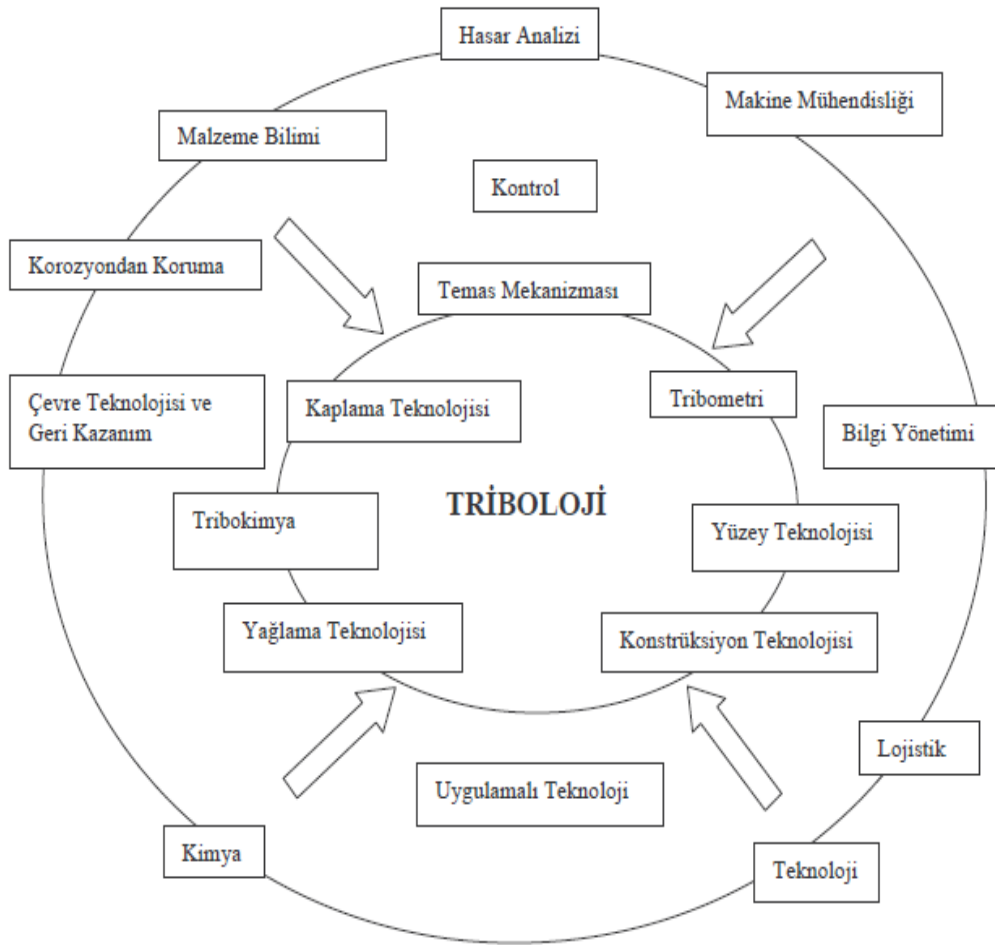 Hasar Analizi
Makine Mühendisliği
Malzeme Bilimi
Kontrol
Korozyondan Koruma
Temas Mekanizması
Çevre Teknolojisi ve
Geri Kazanım
Kaplama Teknolojisi
Tribometri
Bilgi Yönetimi
TRİBOLOJİ
Tribokimya
Yüzey Teknolojisi
Yağlama Teknolojisi
Konstrüksiyon Teknolojisi
Lojistik
Uygulamalı Teknoloji
Kimya
Teknoloji